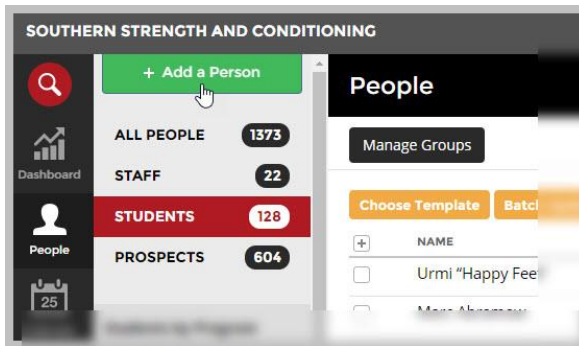 SOUTHERN STRENGTH AND CONDITIONING
+ Add a Person
ALL PEOPLE 1373
STAFF 22
STUDENTS 128
PROSPECTS 604
Dashboard
People
25
People
Manage Groups
Choose Template
NAME
Urmi “Happy Feet”